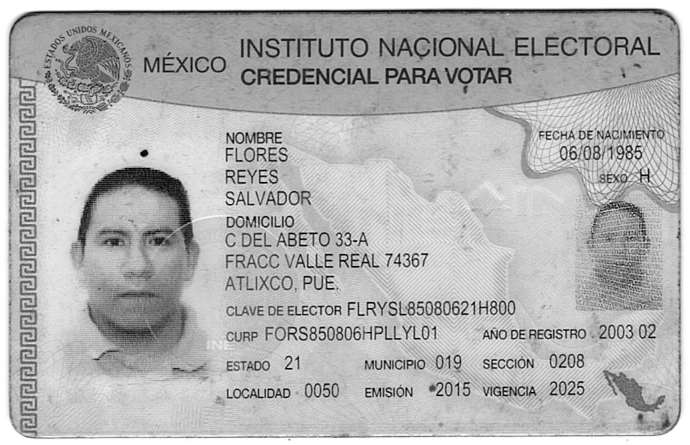 ESTADOS UNIDOS MEXICANOS
MÉXICO
INSTITUTO NACIONAL ELECTORAL
CREDENCIAL PARA VOTAR
NOMBRE
FLORES
REYES
SALVADOR
FECHA DE NACIMIENTO
06/08/1985
SEXO H
DOMICILIO
C DEL ABETO 33-A
FRACC VALLE REAL 74367
ATLIXCO, PUE.
CLAVE DE ELECTOR FLRYSL85080621H800
CURP FORS850806HPLLYL01 AÑO DE REGISTRO 2003 02
ESTADO 21 MUNICIPIO 019 SECCIÓN 0208
LOCALIDAD 0050 EMISIÓN 2015 VIGENCIA 2025
INE